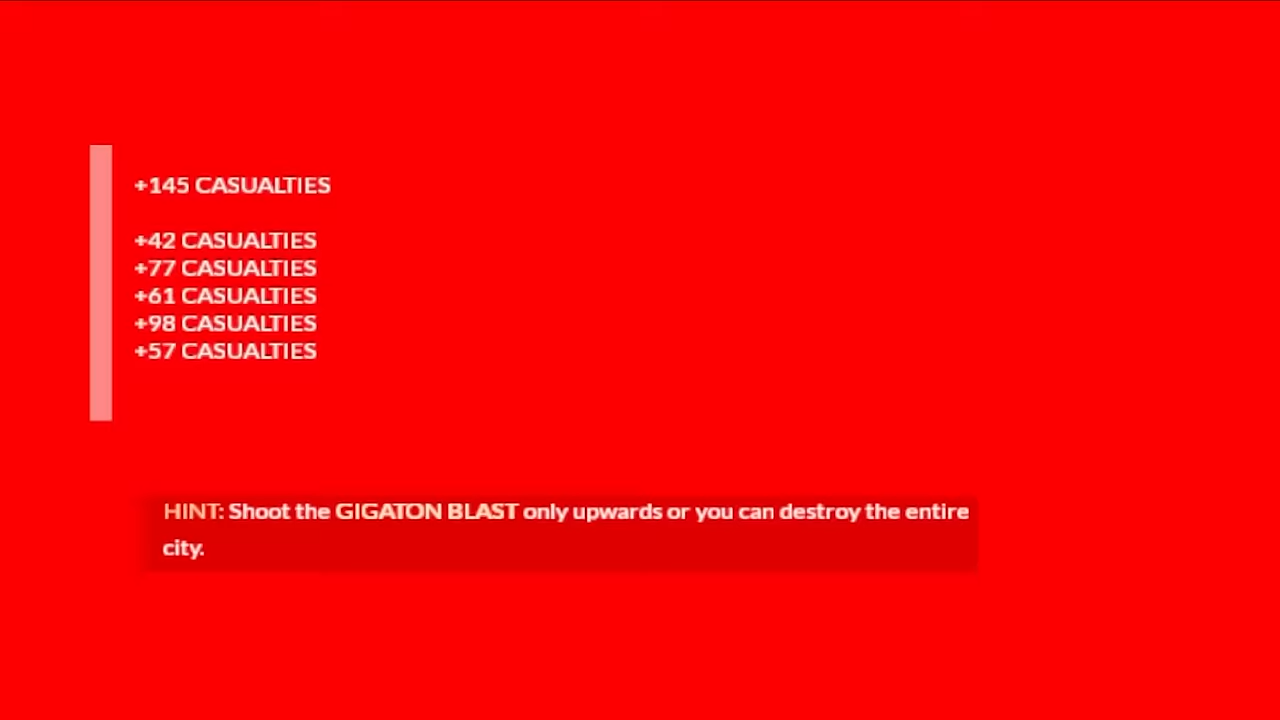 +145 CASUALTIES
+42 CASUALTIES
+77 CASUALTIES
+61 CASUALTIES
+98 CASUALTIES
+57 CASUALTIES
HINT: Shoot the GIGATON BLAST only upwards or you can destroy the entire
city.